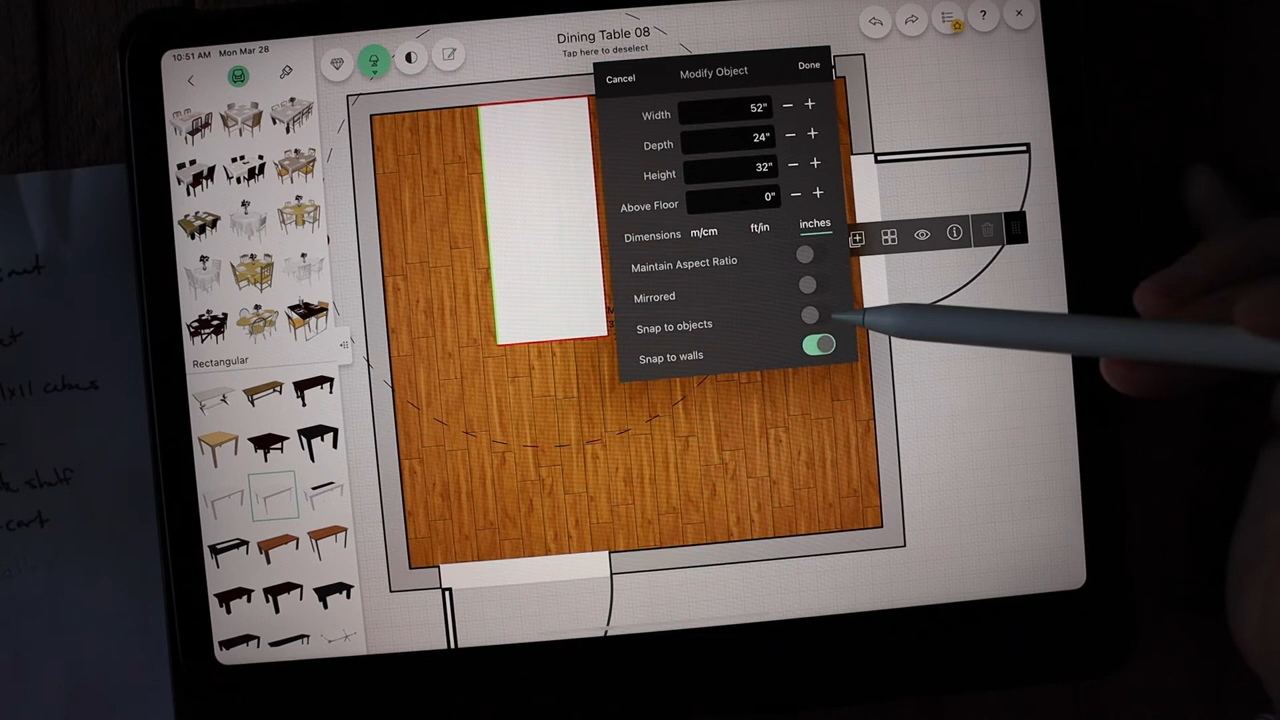 10:51 AM Mon Mar 28
Dining Table 08
Tap here to deselect
?
Cancel Modify Object Done
Width 52"
Depth 24"
Height 32"
Above Floor 0"
Dimensions m/cm ft/in inches
Maintain Aspect Ratio
Mirrored
Snap to objects
Snap to walls
Rectangular
shelf
cart